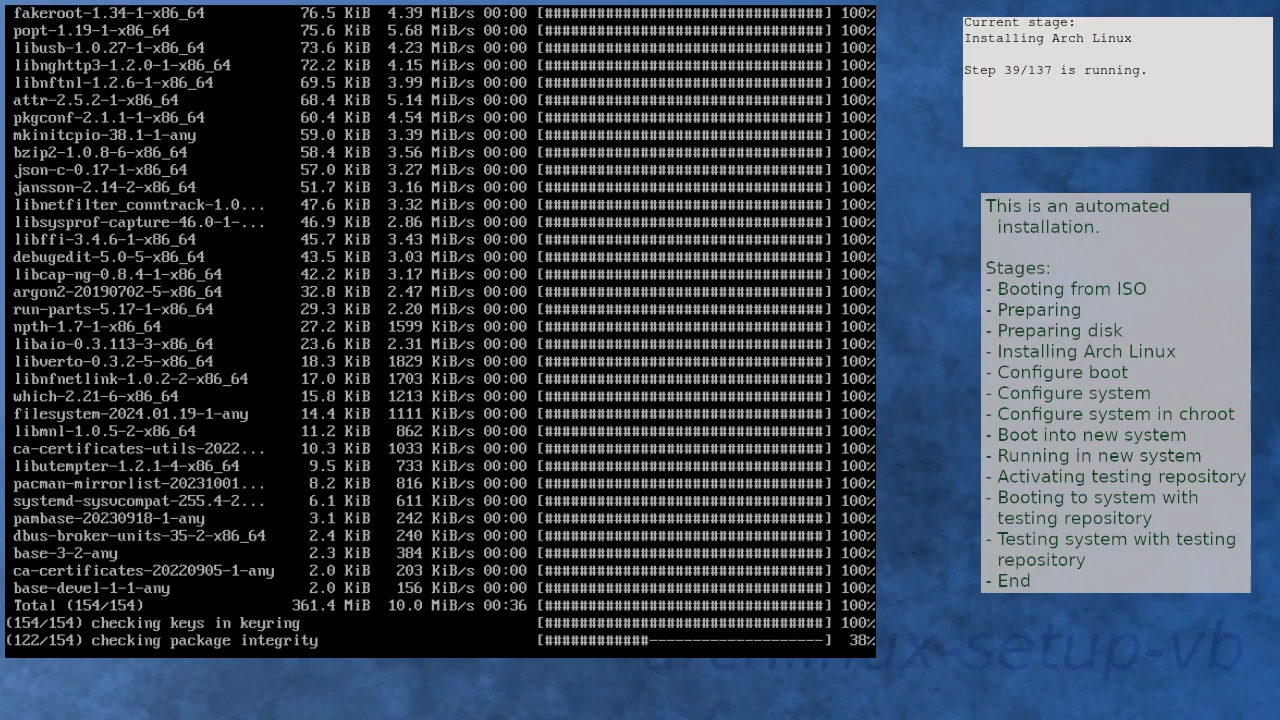 fakeroot-1.34-1-x86_64 76.5 KiB 4.39 MiB/s 00:00 [################################] 100%
popt-1.19-1-x86_64 75.6 KiB 5.68 MiB/s 00:00 [################################] 100%
libusb-1.0.27-1-x86_64 73.6 KiB 4.23 MiB/s 00:00 [################################] 100%
libnghttp3-1.2.0-1-x86_64 72.2 KiB 4.15 MiB/s 00:00 [################################] 100%
libnftnl-1.2.6-1-x86_64 69.5 KiB 3.99 MiB/s 00:00 [################################] 100%
attr-2.5.2-1-x86_64 68.4 KiB 5.14 MiB/s 00:00 [################################] 100%
pkgconf-2.1.1-1-x86_64 60.4 KiB 4.54 MiB/s 00:00 [################################] 100%
mkinitcpio-38.1-1-any 59.0 KiB 3.39 MiB/s 00:00 [################################] 100%
bzip2-1.0.8-6-x86_64 58.4 KiB 3.56 MiB/s 00:00 [################################] 100%
json-c-0.17-1-x86_64 57.0 KiB 3.27 MiB/s 00:00 [################################] 100%
jansson-2.14-2-x86_64 51.7 KiB 3.16 MiB/s 00:00 [################################] 100%
libnetfilter_conntrack-1.0... 47.6 KiB 3.32 MiB/s 00:00 [################################] 100%
libsysprof-capture-46.0-1-... 46.9 KiB 2.86 MiB/s 00:00 [################################] 100%
libffi-3.4.6-1-x86_64 45.7 KiB 3.43 MiB/s 00:00 [################################] 100%
debugedit-5.0-5-x86_64 43.5 KiB 3.03 MiB/s 00:00 [################################] 100%
libcap-ng-0.8.4-1-x86_64 42.2 KiB 3.17 MiB/s 00:00 [################################] 100%
argon2-20190702-5-x86_64 32.8 KiB 2.47 MiB/s 00:00 [################################] 100%
run-parts-5.17-1-x86_64 29.3 KiB 2.20 MiB/s 00:00 [################################] 100%
npth-1.7-1-x86_64 27.2 KiB 1599 KiB/s 00:00 [################################] 100%
libaio-0.3.113-3-x86_64 23.6 KiB 2.31 MiB/s 00:00 [################################] 100%
libverto-0.3.2-5-x86_64 18.3 KiB 1829 KiB/s 00:00 [################################] 100%
libnfnetlink-1.0.2-2-x86_64 17.0 KiB 1703 KiB/s 00:00 [################################] 100%
which-2.21-6-x86_64 15.8 KiB 1213 KiB/s 00:00 [################################] 100%
filesystem-2024.01.19-1-any 14.4 KiB 1111 KiB/s 00:00 [################################] 100%
libmnl-1.0.5-2-x86_64 11.2 KiB 862 KiB/s 00:00 [################################] 100%
ca-certificates-utils-2022... 10.3 KiB 1033 KiB/s 00:00 [################################] 100%
libutempter-1.2.1-4-x86_64 9.5 KiB 733 KiB/s 00:00 [################################] 100%
pacman-mirrorlist-20231001... 8.2 KiB 816 KiB/s 00:00 [################################] 100%
systemd-sysvcompat-255.4-2... 6.1 KiB 611 KiB/s 00:00 [################################] 100%
pambase-20230918-1-any 3.1 KiB 242 KiB/s 00:00 [################################] 100%
dbus-broker-units-35-2-x86_64 2.4 KiB 240 KiB/s 00:00 [################################] 100%
base-3-2-any 2.3 KiB 384 KiB/s 00:00 [################################] 100%
ca-certificates-20220905-1-any 2.0 KiB 203 KiB/s 00:00 [################################] 100%
base-devel-1-1-any 2.0 KiB 156 KiB/s 00:00 [################################] 100%
Total (154/154) 361.4 MiB 10.0 MiB/s 00:36 [################################] 100%
(154/154) checking keys in keyring [################################] 100%
(122/154) checking package integrity [############--------------------] 38%
Current stage:
Installing Arch Linux
Step 39/137 is running.
This is an automated
installation.
Stages:
- Booting from ISO
- Preparing
- Preparing disk
- Installing Arch Linux
- Configure boot
- Configure system
- Configure system in chroot
- Boot into new system
- Running in new system
- Activating testing repository
- Booting to system with
testing repository
- Testing system with testing
repository
- End
archlinux-setup-vb